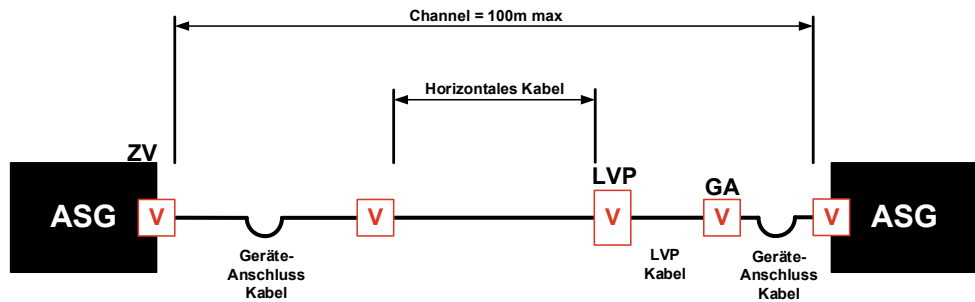 Channel = 100m max
Horizontales Kabel
ZV
LVP
GA
ASG
V
V
V
V
V
ASG
Geräte-
Anschluss
Kabel
LVP
Kabel
Geräte-
Anschluss
Kabel